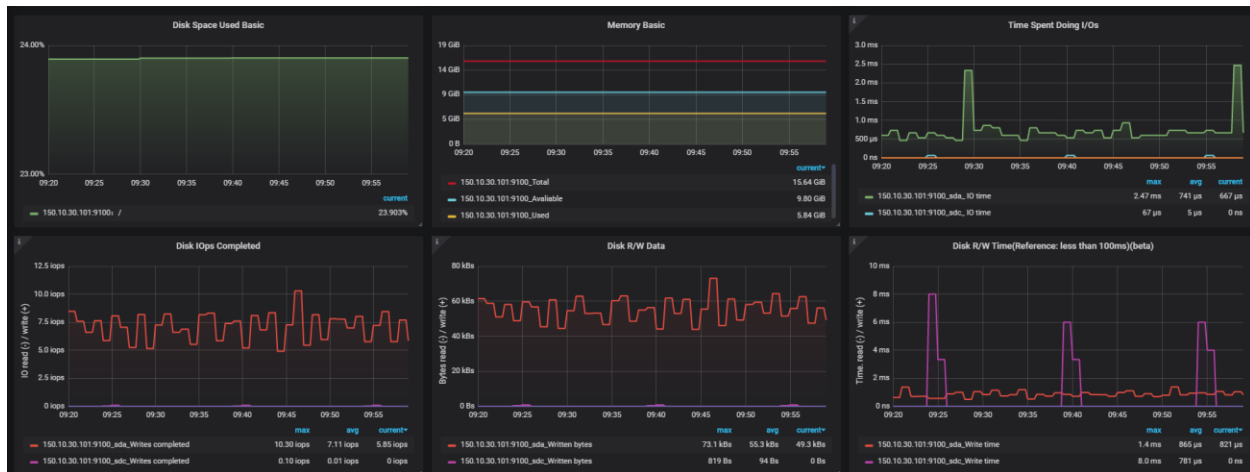 Disk Space Used Basic
24.00%
23.00%
09:20 09:25 09:30 09:35 09:40 09:45 09:50 09:55
current
150.10.30.101:9100: / 23.903%
Memory Basic
19 GiB
14 GiB
9 GiB
5 GiB
0 B
09:20 09:25 09:30 09:35 09:40 09:45 09:50 09:55
current
150.10.30.101:9100_Total 15.64 GiB
150.10.30.101:9100_Avaliable 9.80 GiB
150.10.30.101:9100_Used 5.84 GiB
i
Time Spent Doing I/Os
3.0 ms
2.5 ms
2.0 ms
1.5 ms
1.0 ms
500 µs
0 ns
09:20 09:25 09:30 09:35 09:40 09:45 09:50 09:55
max avg current
150.10.30.101:9100_sda_ IO time 2.47 ms 741 µs 667 µs
150.10.30.101:9100_sdc_ IO time 67 µs 5 µs 0 ns
i
Disk IOps Completed
IO read (-) / write (+)
12.5 iops
10.0 iops
7.5 iops
5.0 iops
2.5 iops
0 iops
09:20 09:25 09:30 09:35 09:40 09:45 09:50 09:55
max avg current
150.10.30.101:9100_sda_Writes completed 10.30 iops 7.11 iops 5.85 iops
150.10.30.101:9100_sdc_Writes completed 0.10 iops 0.01 iops 0 iops
i
Disk R/W Data
Bytes read (-) / write (+)
80 kBs
60 kBs
40 kBs
20 kBs
0 Bs
09:20 09:25 09:30 09:35 09:40 09:45 09:50 09:55
max avg current
150.10.30.101:9100_sda_Written bytes 73.1 kBs 55.3 kBs 49.3 kBs
150.10.30.101:9100_sdc_Written bytes 819 Bs 94 Bs 0 Bs
i
Disk R/W Time(Reference: less than 100ms)(beta)
Time. read (-) / write (+)
10 ms
8 ms
6 ms
4 ms
2 ms
0 ns
09:20 09:25 09:30 09:35 09:40 09:45 09:50 09:55
max avg current
150.10.30.101:9100_sda_Write time 1.4 ms 865 µs 821 µs
150.10.30.101:9100_sdc_Write time 8.0 ms 781 µs 0 ns